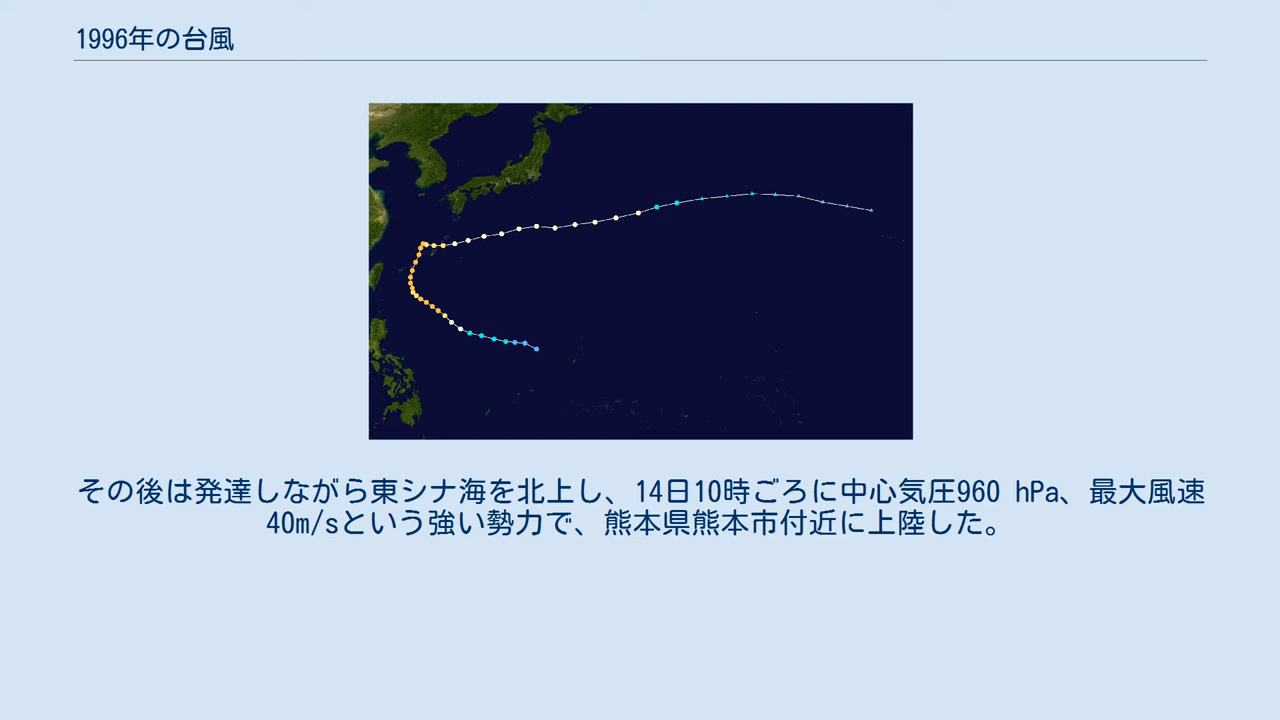 1996年の台風
その後は発達しながら東シナ海を北上し、14日10時ごろに中心気圧960 hPa、最大風速
40m/sという強い勢力で、熊本県熊本市付近に上陸した。